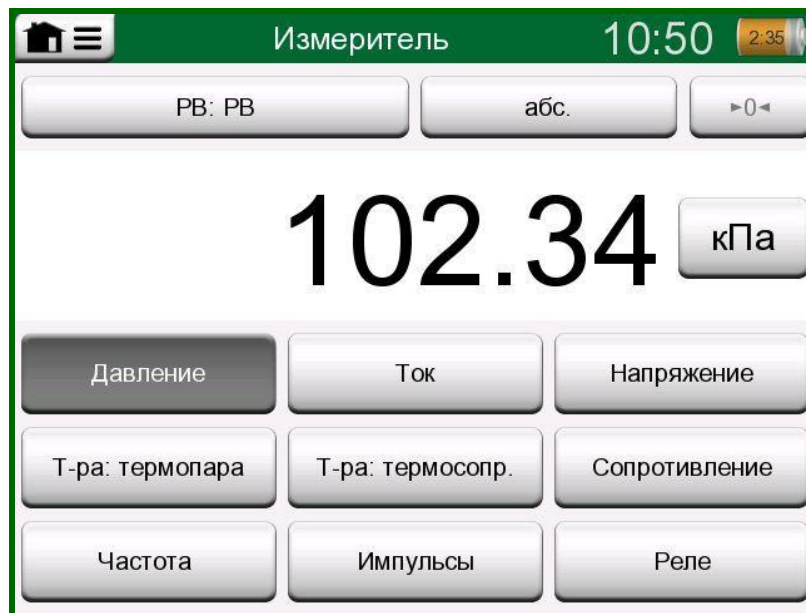 Измеритель 10:50 2:35
PB: PB абс. ►0◄
102.34 кПа
Давление Ток Напряжение
Т-ра: термопара Т-ра: термосопр. Сопротивление
Частота Импульсы Реле